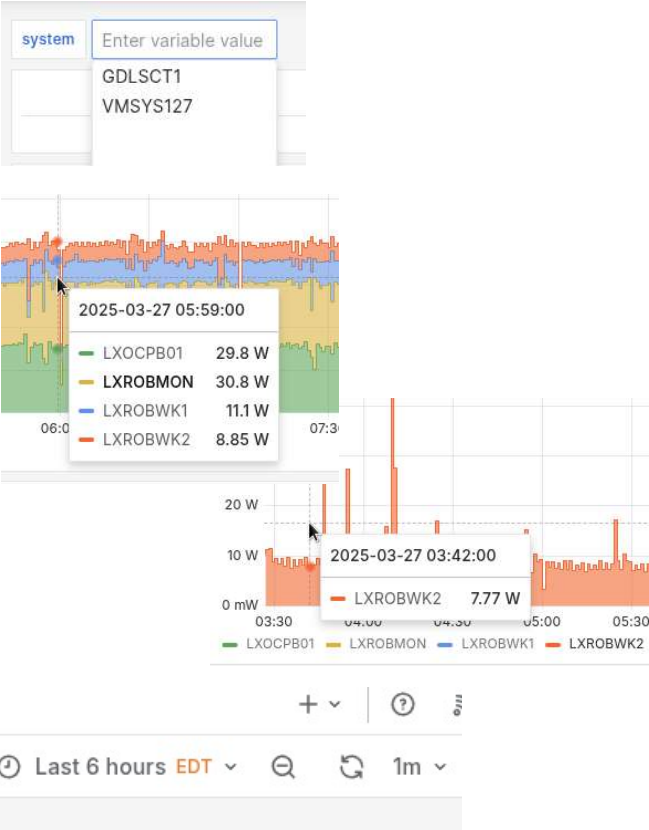 system Enter variable value
GDLSCT1
VMSYS127
2025-03-27 05:59:00
LXOCPB01 29.8 W
LXROBMON 30.8 W
LXROBWK1 11.1 W
LXROBWK2 8.85 W
06:0 07:3
20 W
10 W
2025-03-27 03:42:00
LXROBWK2 7.77 W
0 mW
03:30 04:00 04:30 05:00 05:30
LXOCPB01 LXROBMON LXROBWK1 LXROBWK2
Last 6 hours EDT 1m